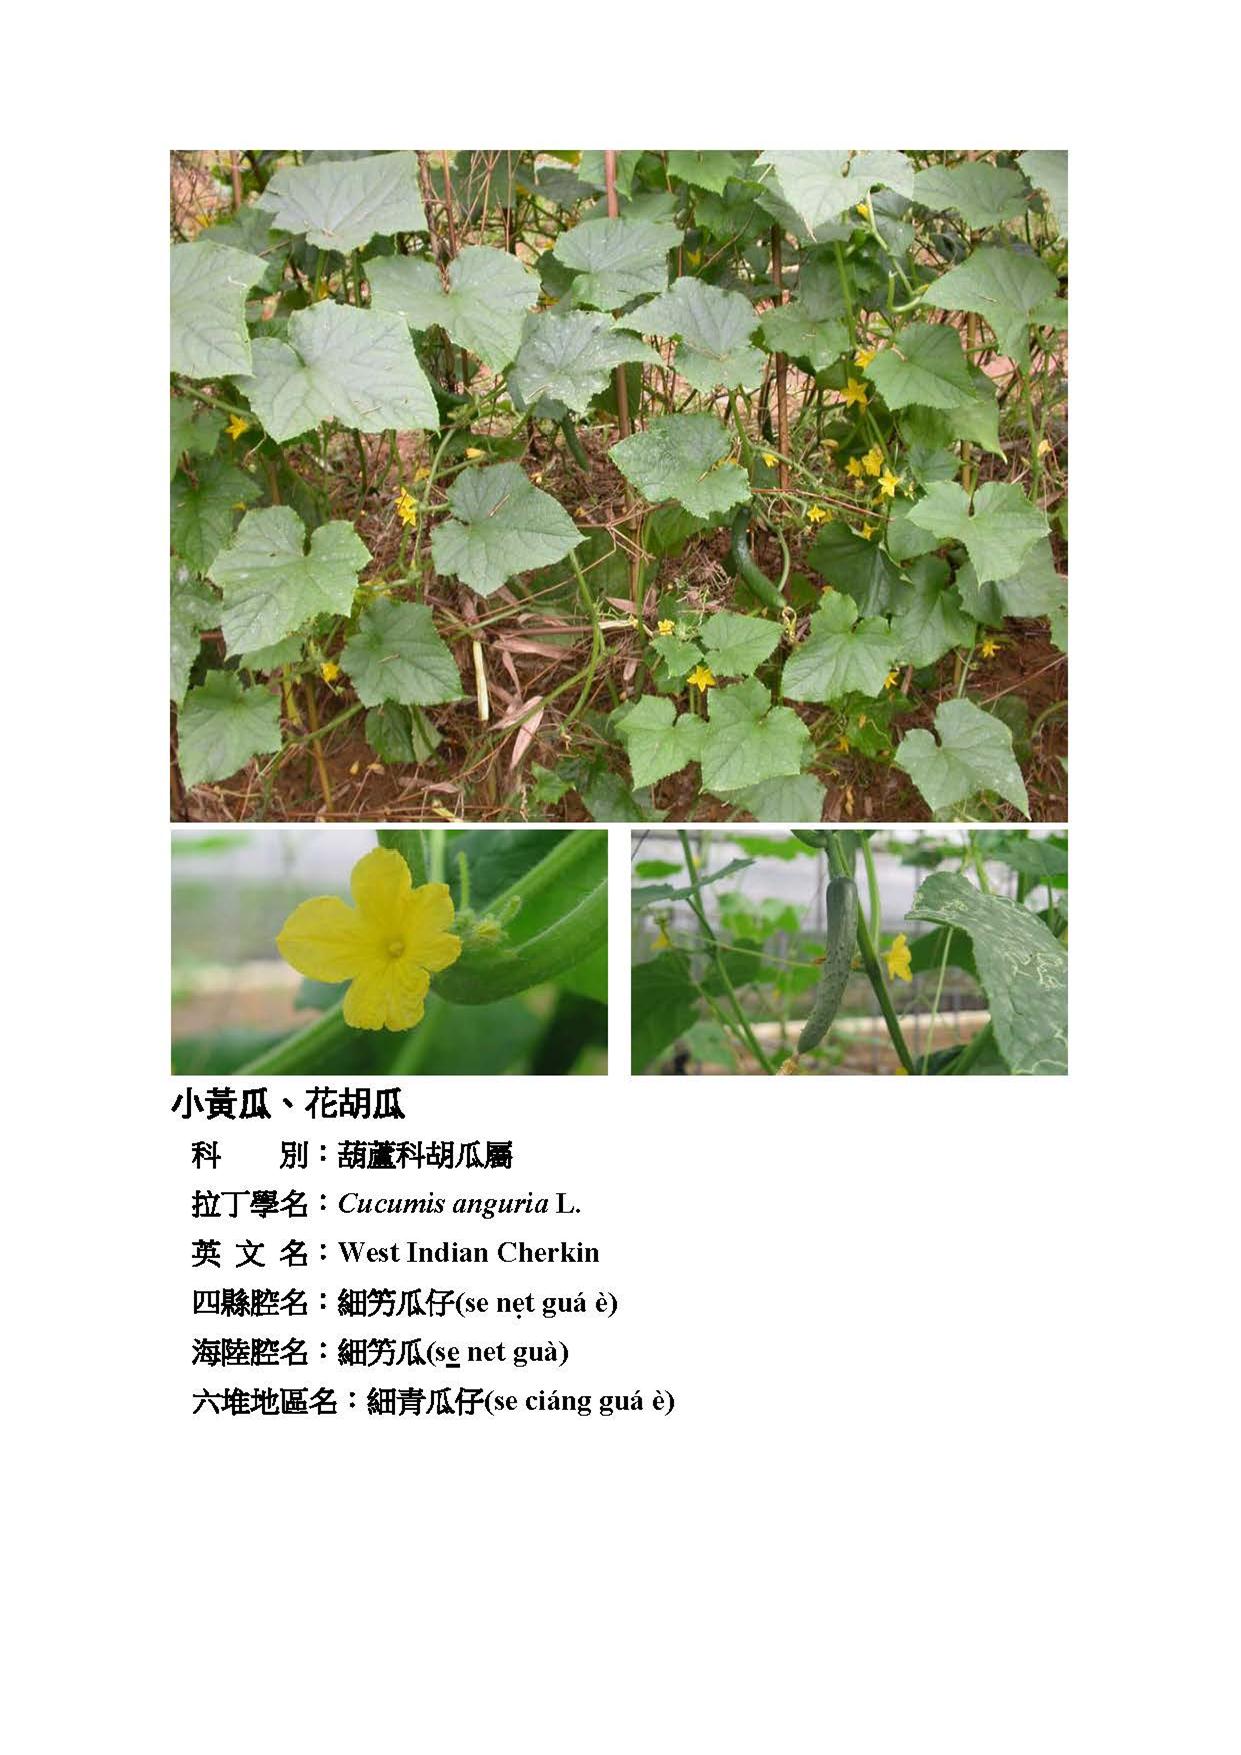 小黃瓜、花胡瓜
科　　別：葫蘆科胡瓜屬
拉丁學名：Cucumis anguria L.
英 文 名：West Indian Cherkin
四縣腔名：細竻瓜仔(se nẹt guá è)
海陸腔名：細竻瓜(se̲ net guà)
六堆地區名：細青瓜仔(se ciáng guá è)